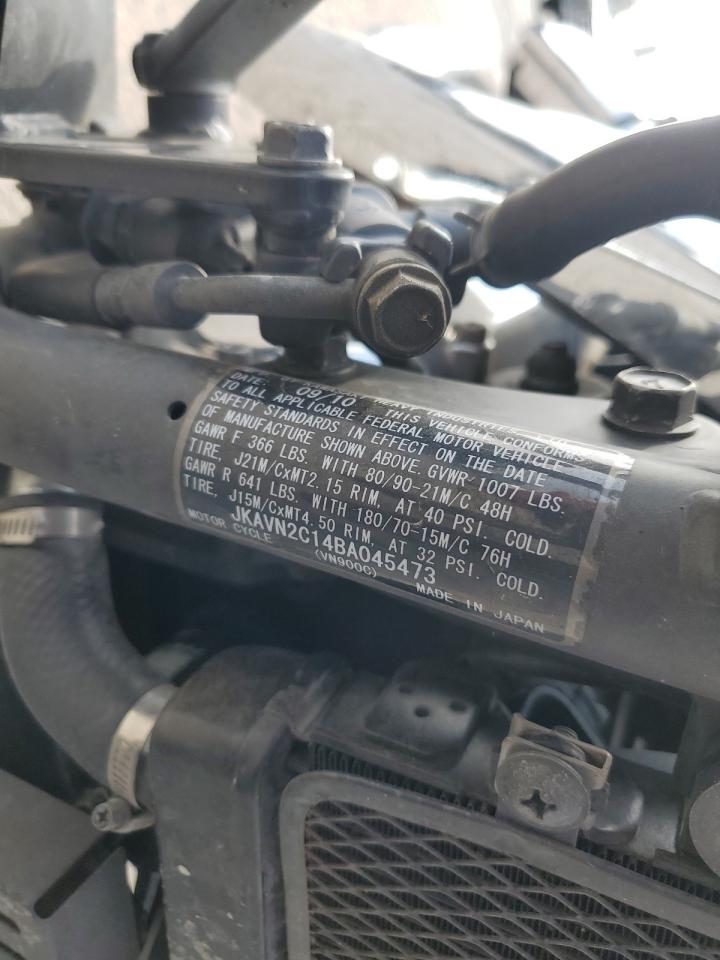 HEAVY INDUSTRIES
DATE: 09/10 THIS VEHICLE CONFORMS
TO ALL APPLICABLE FEDERAL MOTOR VEHICLE
SAFETY STANDARDS IN EFFECT ON THE DATE
OF MANUFACTURE SHOWN ABOVE. GVWR 1007 LBS.
GAWR F 366 LBS. WITH 80/90-21M/C 48H
TIRE, J21M/CxMT2.15 RIM, AT 40 PSI. COLD.
GAWR R 641 LBS. WITH 180/70-15M/C 76H
TIRE, J15M/CxMT4.50 RIM, AT 32 PSI. COLD.
JKAVN2C14BA045473
MOTOR CYCLE (VN900C) MADE IN JAPAN